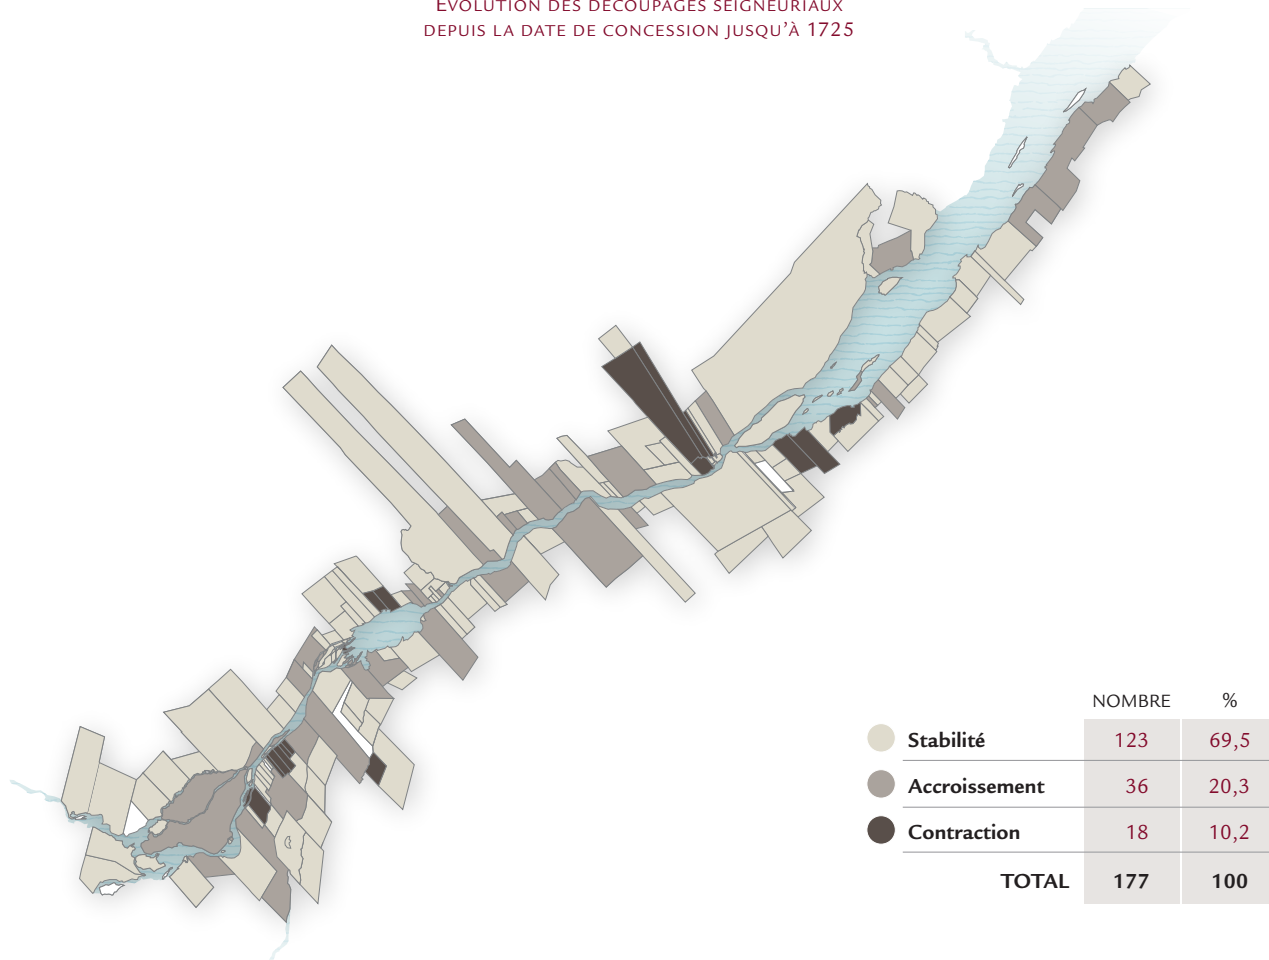 ÉVOLUTION DES DÉCOUPAGES SEIGNEURIAUX
DEPUIS LA DATE DE CONCESSION JUSQU'À 1725
NOMBRE %
Stabilité 123 69,5
Accroissement 36 20,3
Contraction 18 10,2
TOTAL 177 100